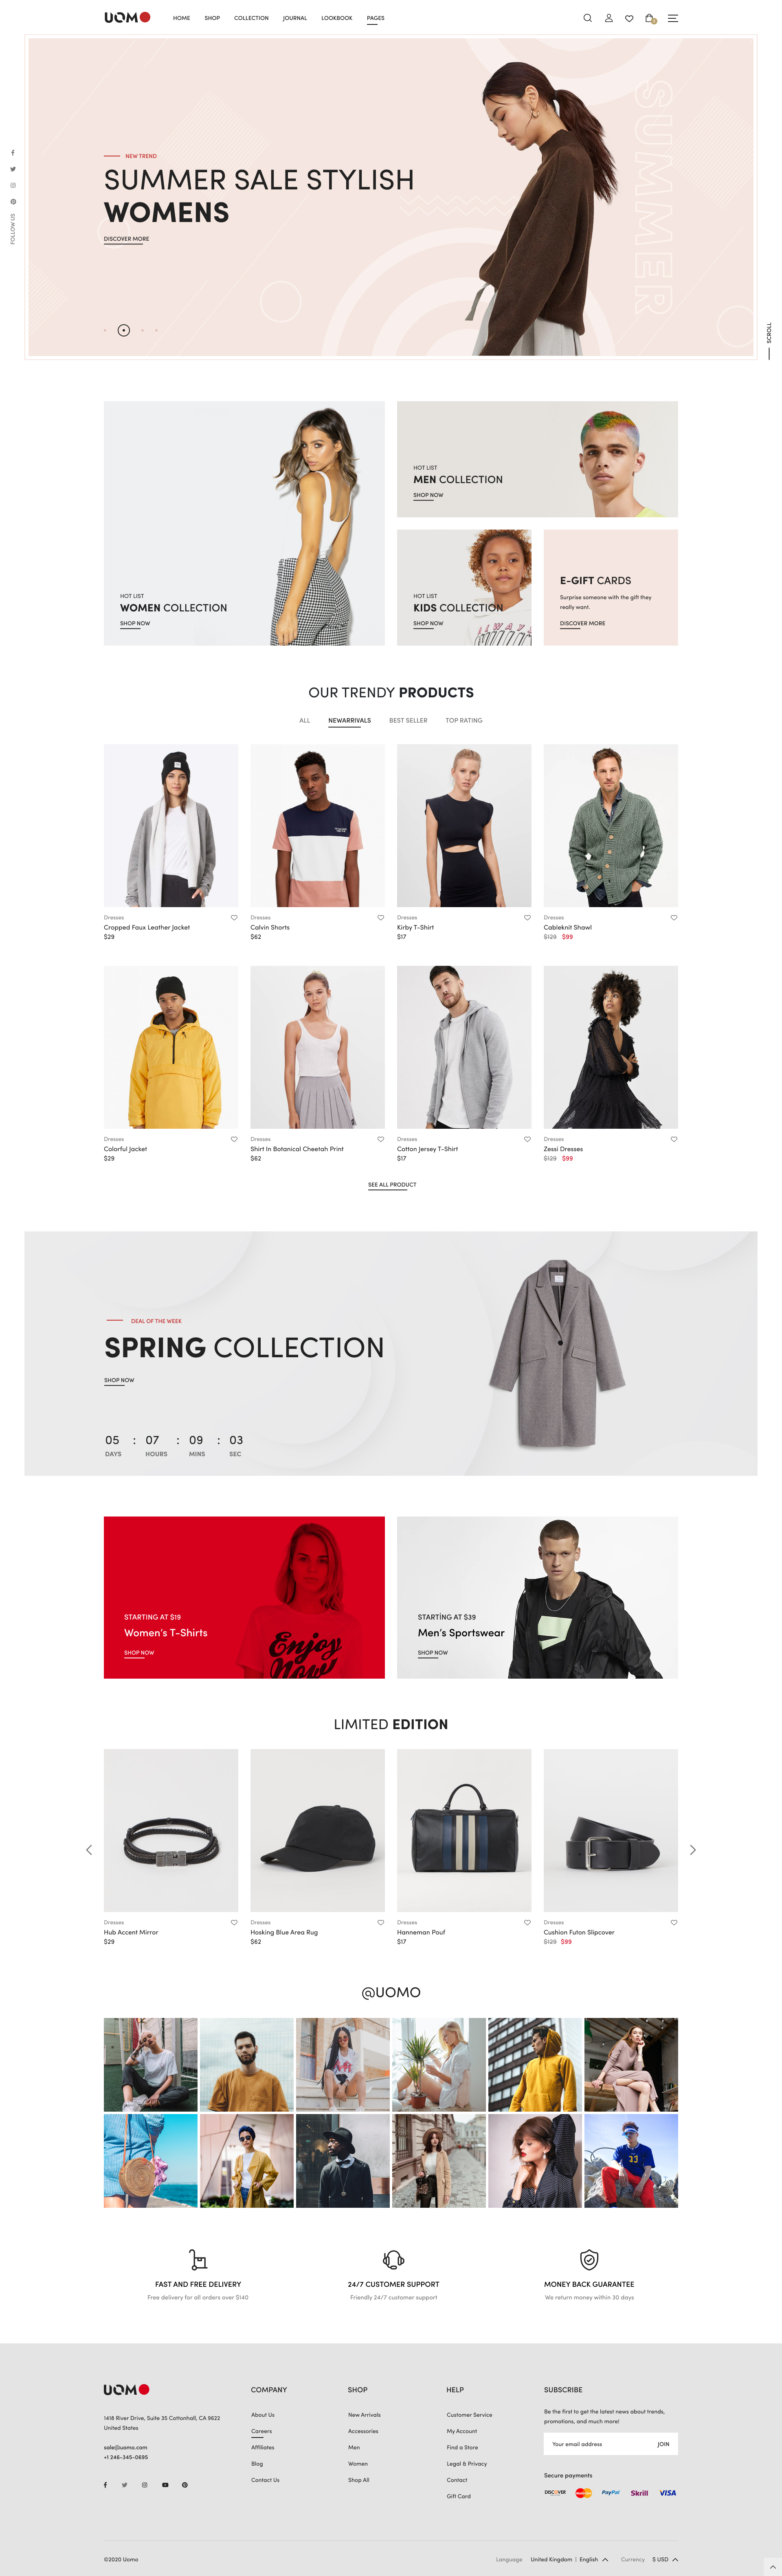 UOMO
HOME SHOP COLLECTION JOURNAL LOOKBOOK PAGES
FOLLOW US
SUMMER
NEW TREND
SUMMER SALE STYLISH
WOMENS
DISCOVER MORE
SCROLL
HOT LIST
WOMEN COLLECTION
SHOP NOW
HOT LIST
MEN COLLECTION
SHOP NOW
HOT LIST
KIDS COLLECTION
SHOP NOW
ALWAYS
E-GIFT CARDS
Surprise someone with the gift they
really want.
DISCOVER MORE
OUR TRENDY PRODUCTS
ALL NEWARRIVALS BEST SELLER TOP RATING
Dresses
Cropped Faux Leather Jacket
$29
Dresses
Calvin Shorts
$62
Dresses
Kirby T-Shirt
$17
Dresses
Cableknit Shawl
$129 $99
Dresses
Colorful Jacket
$29
Dresses
Shirt In Botanical Cheetah Print
$62
Dresses
Cotton Jersey T-Shirt
$17
Dresses
Zessi Dresses
$129 $99
SEE ALL PRODUCT
DEAL OF THE WEEK
SPRING COLLECTION
SHOP NOW
05 : 07 : 09 : 03
DAYS HOURS MINS SEC
STARTING AT $19
Women's T-Shirts
SHOP NOW
Enjoy
Now
STARTİNG AT $39
Men's Sportswear
SHOP NOW
LIMITED EDITION
Dresses
Hub Accent Mirror
$29
Dresses
Hosking Blue Area Rug
$62
Dresses
Hanneman Pouf
$17
Dresses
Cushion Futon Slipcover
$129 $99
@UOMO
33
FAST AND FREE DELIVERY
Free delivery for all orders over $140
24/7 CUSTOMER SUPPORT
Friendly 24/7 customer support
MONEY BACK GUARANTEE
We return money within 30 days
UOMO
1418 River Drive, Suite 35 Cottonhall, CA 9622
United States
sale@uomo.com
+1 246-345-0695
COMPANY
About Us
Careers
Affiliates
Blog
Contact Us
SHOP
New Arrivals
Accessories
Men
Women
Shop All
HELP
Customer Service
My Account
Find a Store
Legal & Privacy
Contact
Gift Card
SUBSCRIBE
Be the first to get the latest news about trends,
promotions, and much more!
Your email address JOIN
Secure payments
DISCOVER MasterCard PayPal Skrill VISA
©2020 Uomo
Language United Kingdom | English Currency $ USD